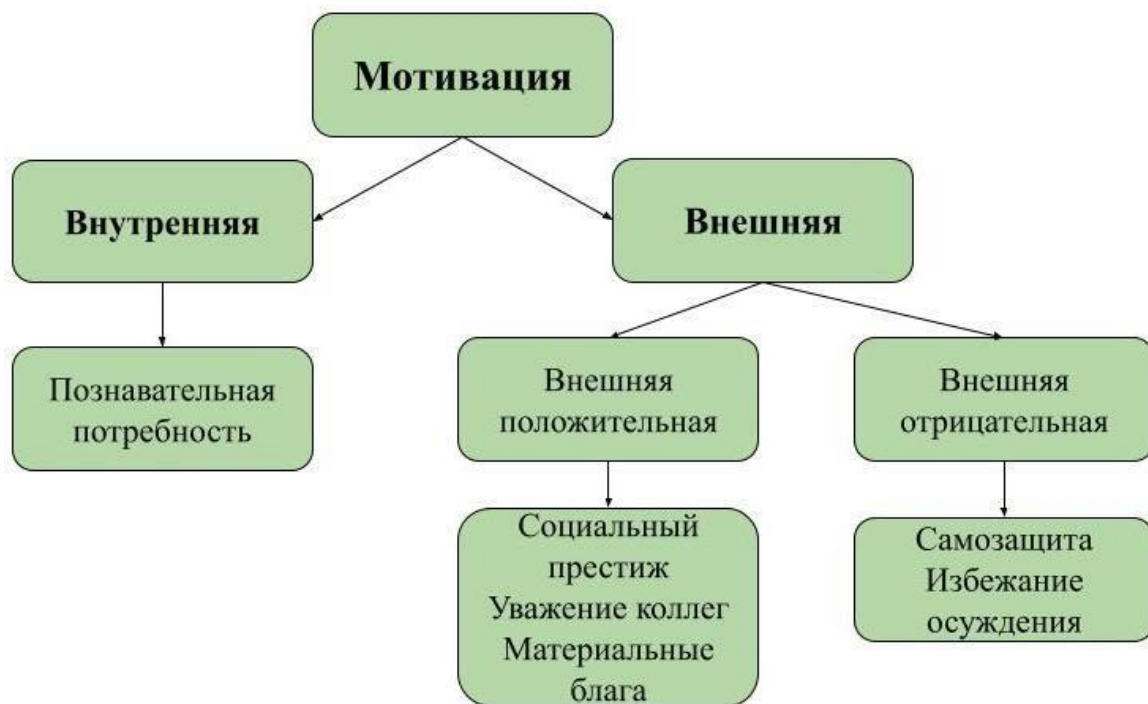 Мотивация
Внутренняя
Внешняя
Познавательная
потребность
Внешняя
положительная
Внешняя
отрицательная
Социальный
престиж
Уважение коллег
Материальные
блага
Самозащита
Избежание
осуждения